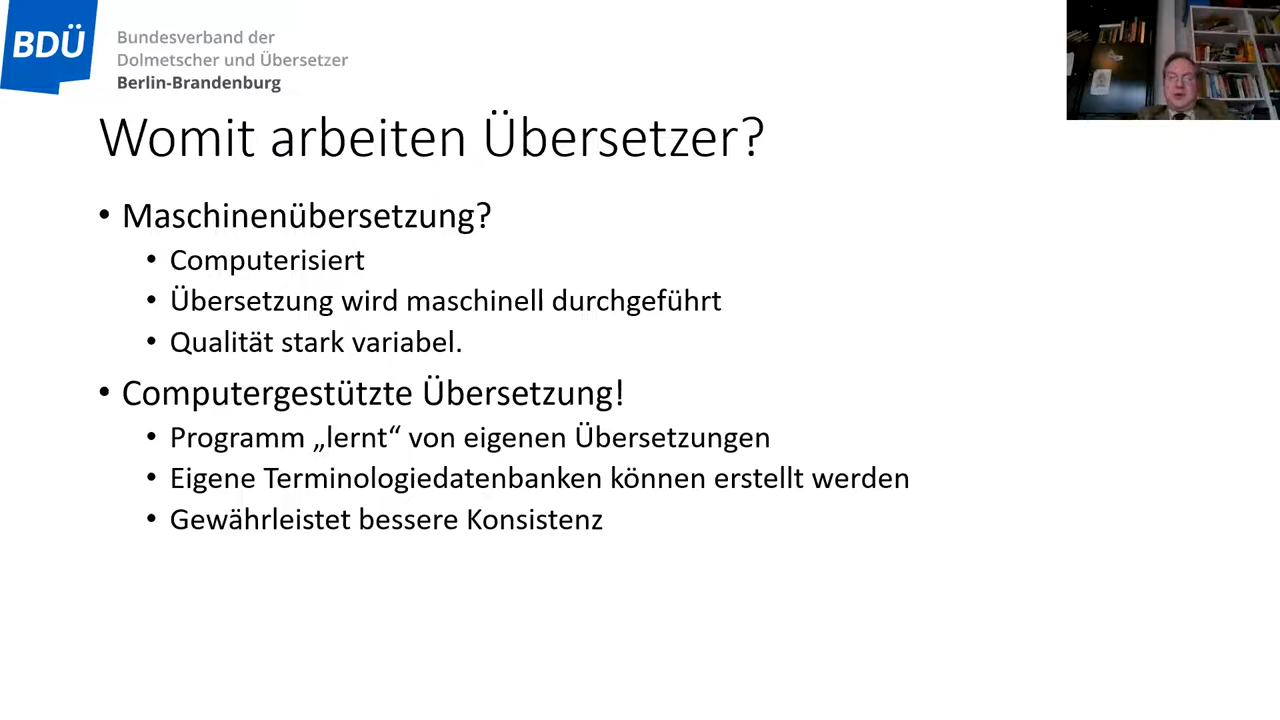 BDÜ
Bundesverband der
Dolmetscher und Übersetzer
Berlin-Brandenburg
Womit arbeiten Übersetzer?
• Maschinenübersetzung?
• Computerisiert
• Übersetzung wird maschinell durchgeführt
• Qualität stark variabel.
• Computergestützte Übersetzung!
• Programm „lernt“ von eigenen Übersetzungen
• Eigene Terminologiedatenbanken können erstellt werden
• Gewährleistet bessere Konsistenz